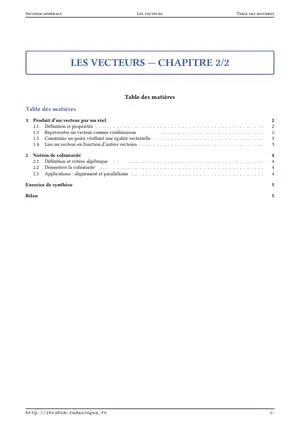 Seconde générale Les vecteurs Table des matières
LES VECTEURS — CHAPITRE 2/2
Table des matières
Table des matières
1 Produit d'un vecteur par un réel 2
1.1 Définition et propriétés 2
1.2 Représenter un vecteur comme combinaison 2
1.3 Construire un point vérifiant une égalité vectorielle 3
1.4 Lire un vecteur en fonction d'autres vecteurs 3
2 Notion de colinéarité 4
2.1 Définition et critère algébrique 4
2.2 Démontrer la colinéarité 4
2.3 Applications : alignement et parallélisme 4
Exercice de synthèse 5
Bilan 5
http://ibrahim-rudaxingua.fr -1-